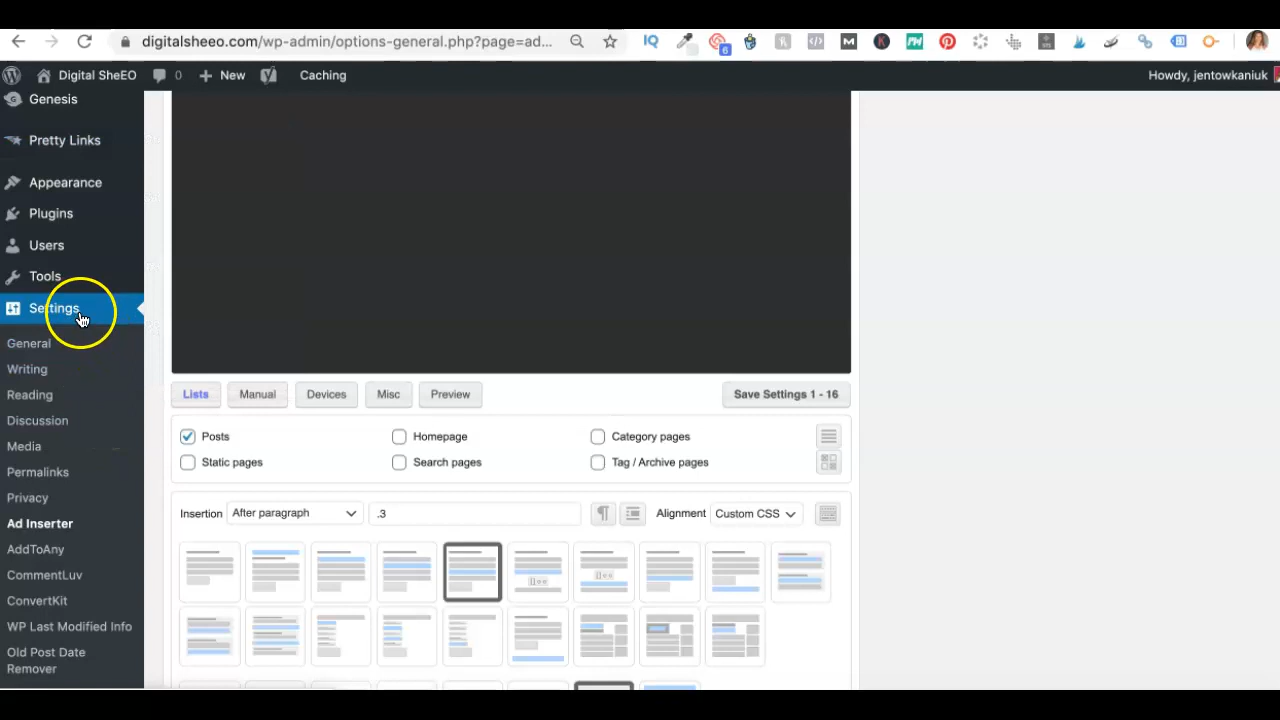 digitalsheeo.com/wp-admin/options-general.php?page=ad...
6
Digital SheEO 0 New Caching Howdy, jentowkaniuk
Genesis
Pretty Links
Appearance
Plugins
Users
Tools
Settings
General
Writing
Reading
Discussion
Media
Permalinks
Privacy
Ad Inserter
AddToAny
CommentLuv
ConvertKit
WP Last Modified Info
Old Post Date
Remover
Lists Manual Devices Misc Preview Save Settings 1 - 16
Posts Homepage Category pages
Static pages Search pages Tag / Archive pages
Insertion After paragraph .3 Alignment Custom CSS